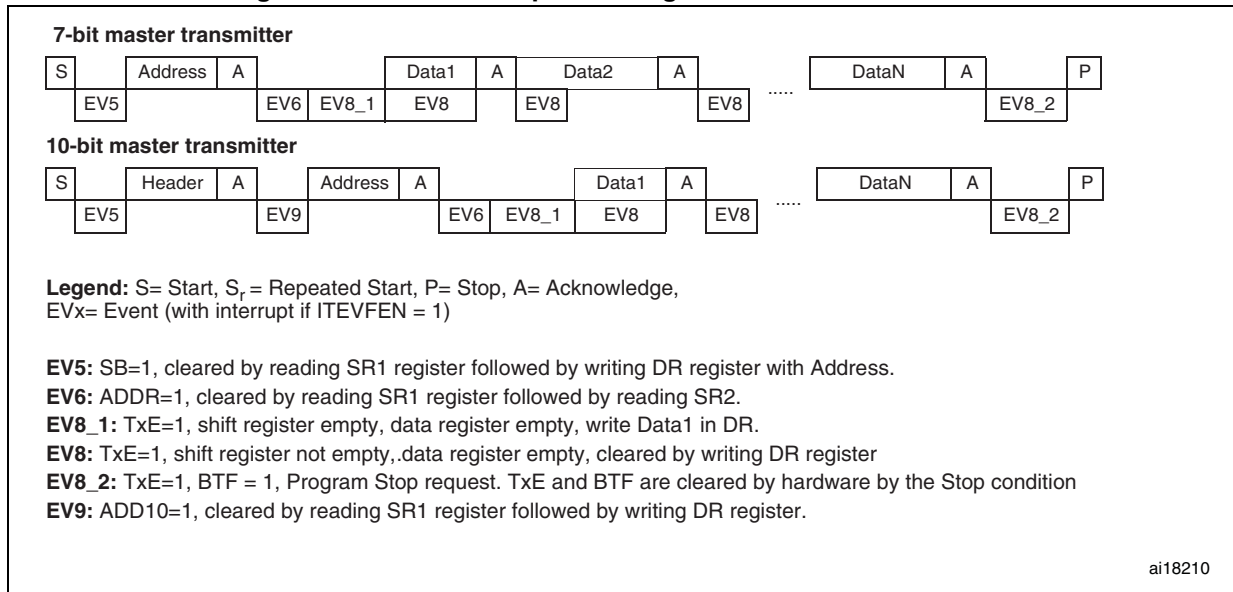 7-bit master transmitter
S Address A Data1 A Data2 A ..... DataN A P
EV5 EV6 EV8_1 EV8 EV8 EV8 EV8_2
10-bit master transmitter
S Header A Address A Data1 A ..... DataN A P
EV5 EV9 EV6 EV8_1 EV8 EV8 EV8_2
Legend: S= Start, Sr = Repeated Start, P= Stop, A= Acknowledge,
EVx= Event (with interrupt if ITEVFEN = 1)
EV5: SB=1, cleared by reading SR1 register followed by writing DR register with Address.
EV6: ADDR=1, cleared by reading SR1 register followed by reading SR2.
EV8_1: TxE=1, shift register empty, data register empty, write Data1 in DR.
EV8: TxE=1, shift register not empty,.data register empty, cleared by writing DR register
EV8_2: TxE=1, BTF = 1, Program Stop request. TxE and BTF are cleared by hardware by the Stop condition
EV9: ADD10=1, cleared by reading SR1 register followed by writing DR register.
ai18210